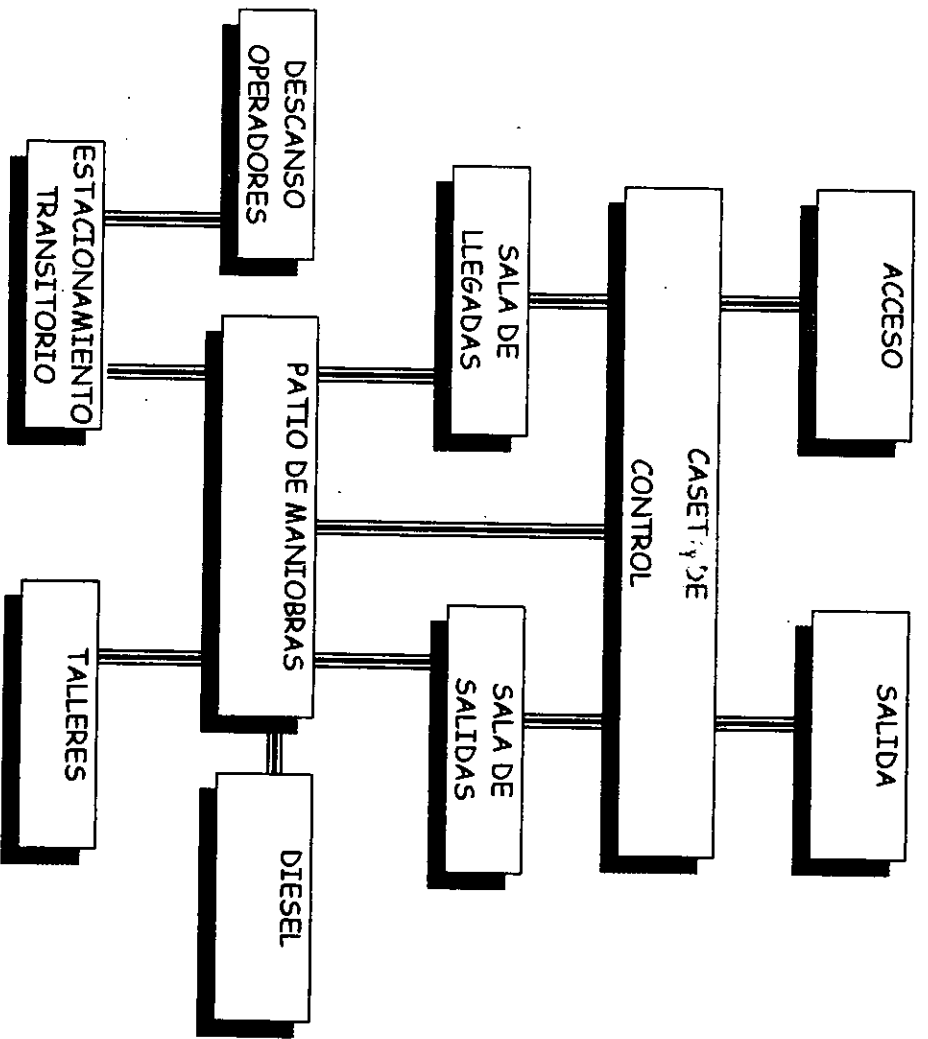 ACCESO
SALIDA
CONTROL
SALA DE
LLEGADAS
SALA DE
SALIDAS
DESCANSO
OPERADORES
PATIO DE MANIOBRAS
DIESEL
ESTACIONAMIENTO
TRANSITORIO
TALLERES